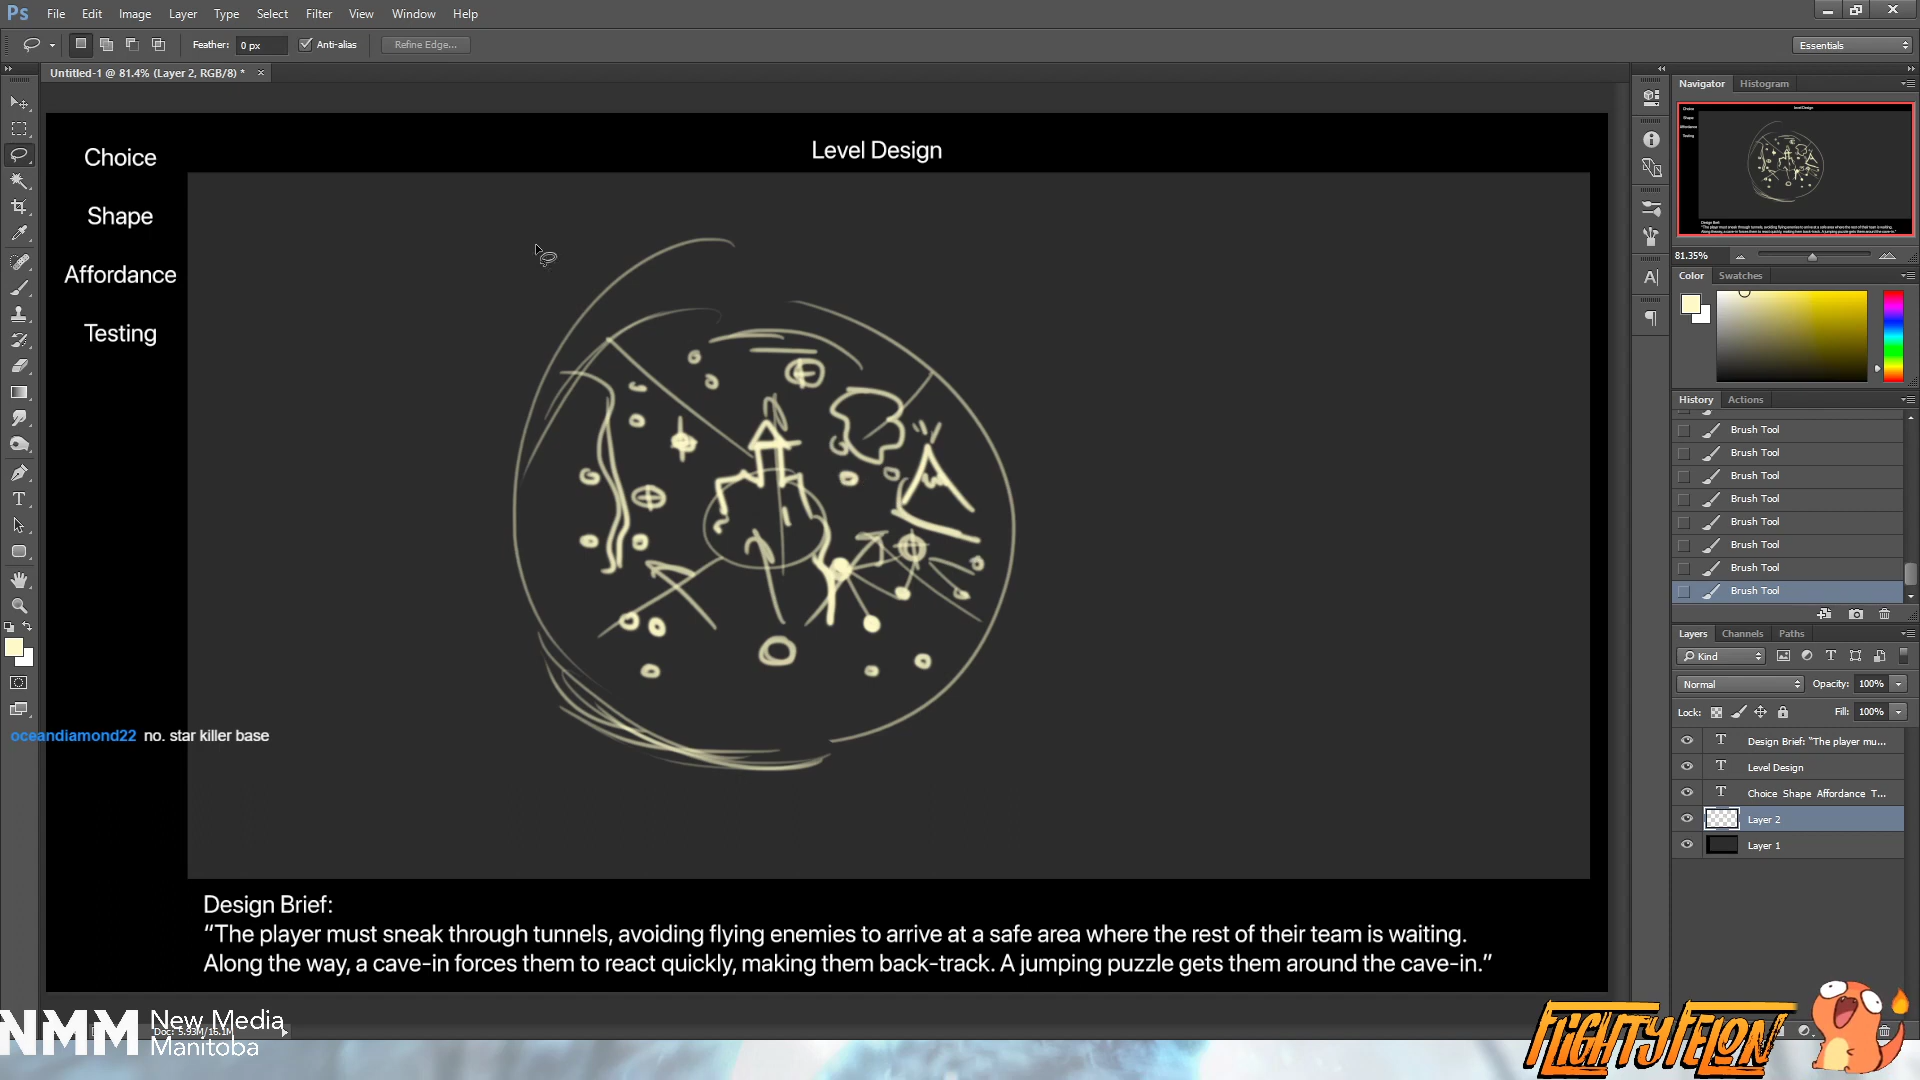 Ps File Edit Image Layer Type Select Filter View Window Help
Feather: 0 px Anti-alias Refine Edge... Essentials
Untitled-1 @ 81.4% (Layer 2, RGB/8) * ×
Navigator Histogram
81.35%
Color Swatches
History Actions
Brush Tool
Brush Tool
Brush Tool
Brush Tool
Brush Tool
Brush Tool
Brush Tool
Brush Tool
Layers Channels Paths
Kind
Normal Opacity: 100%
Lock: Fill: 100%
Design Brief: "The player mu...
Level Design
Choice Shape Affordance T...
Layer 2
Layer 1
Level Design
Choice
Shape
Affordance
Testing
oceandiamond22 no. star killer base
Design Brief:
“The player must sneak through tunnels, avoiding flying enemies to arrive at a safe area where the rest of their team is waiting.
Along the way, a cave-in forces them to react quickly, making them back-track. A jumping puzzle gets them around the cave-in.”
NMM New Media
Manitoba
Doc: 5.93M/16.1M
FLIGHTYFELON